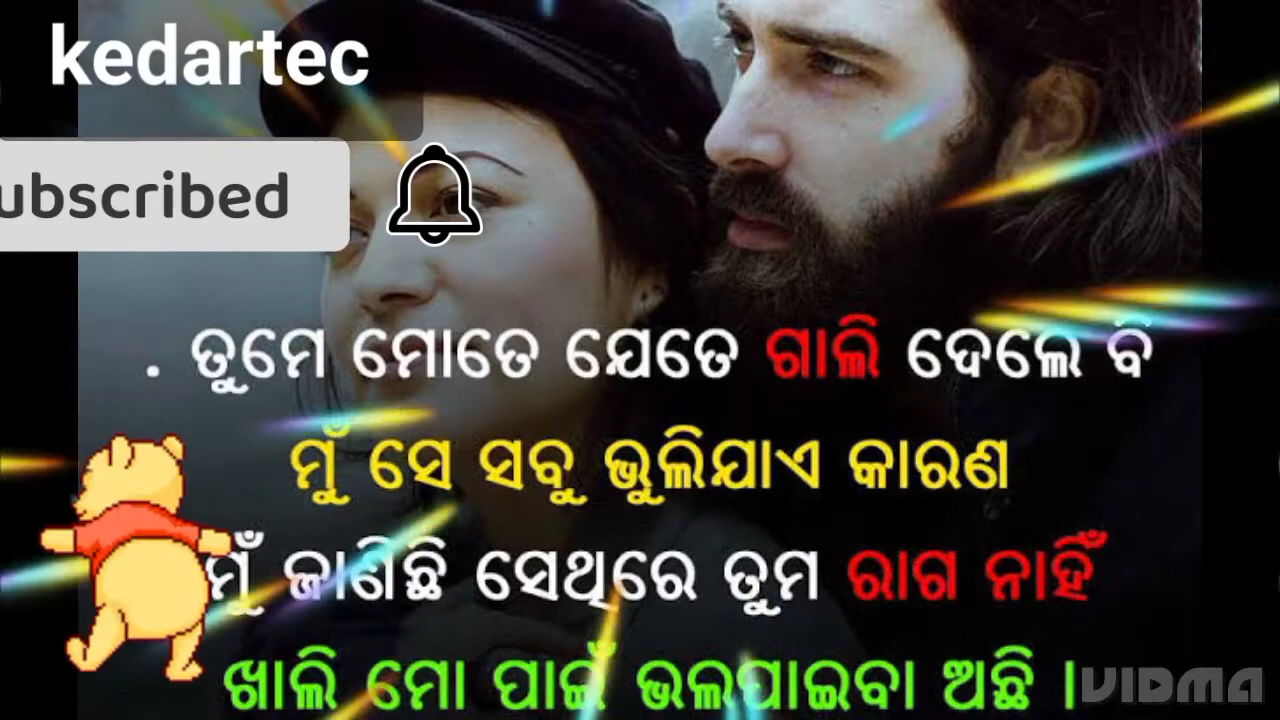 kedartec
ubscribed
. ତୁମେ ମୋତେ ଯେତେ ଗାଲି ଦେଲେ ବି
ମୁଁ ସେ ସବୁ ଭୁଲିଯାଏ କାରଣ
ମୁଁ ଜାଣିଛି ସେଥିରେ ତୁମ ରାଗ ନାହିଁ
ଖାଲି ମୋ ପାଇଁ ଭଲପାଇବା ଅଛି ।
VIDMA